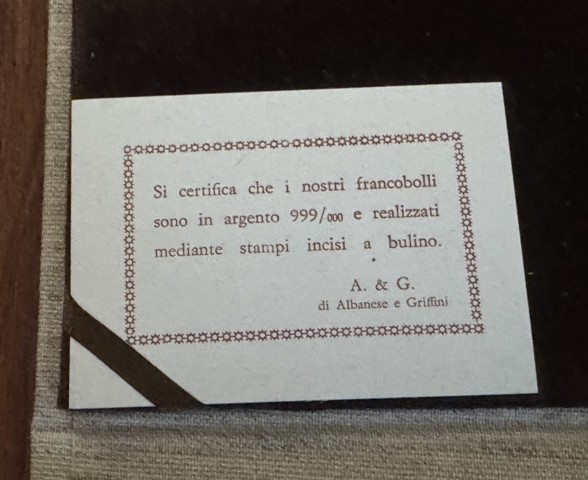 Si certifica che i nostri francobolli
sono in argento 999/000 e realizzati
mediante stampi incisi a bulino.
A. & G.
di Albanese e Griffini